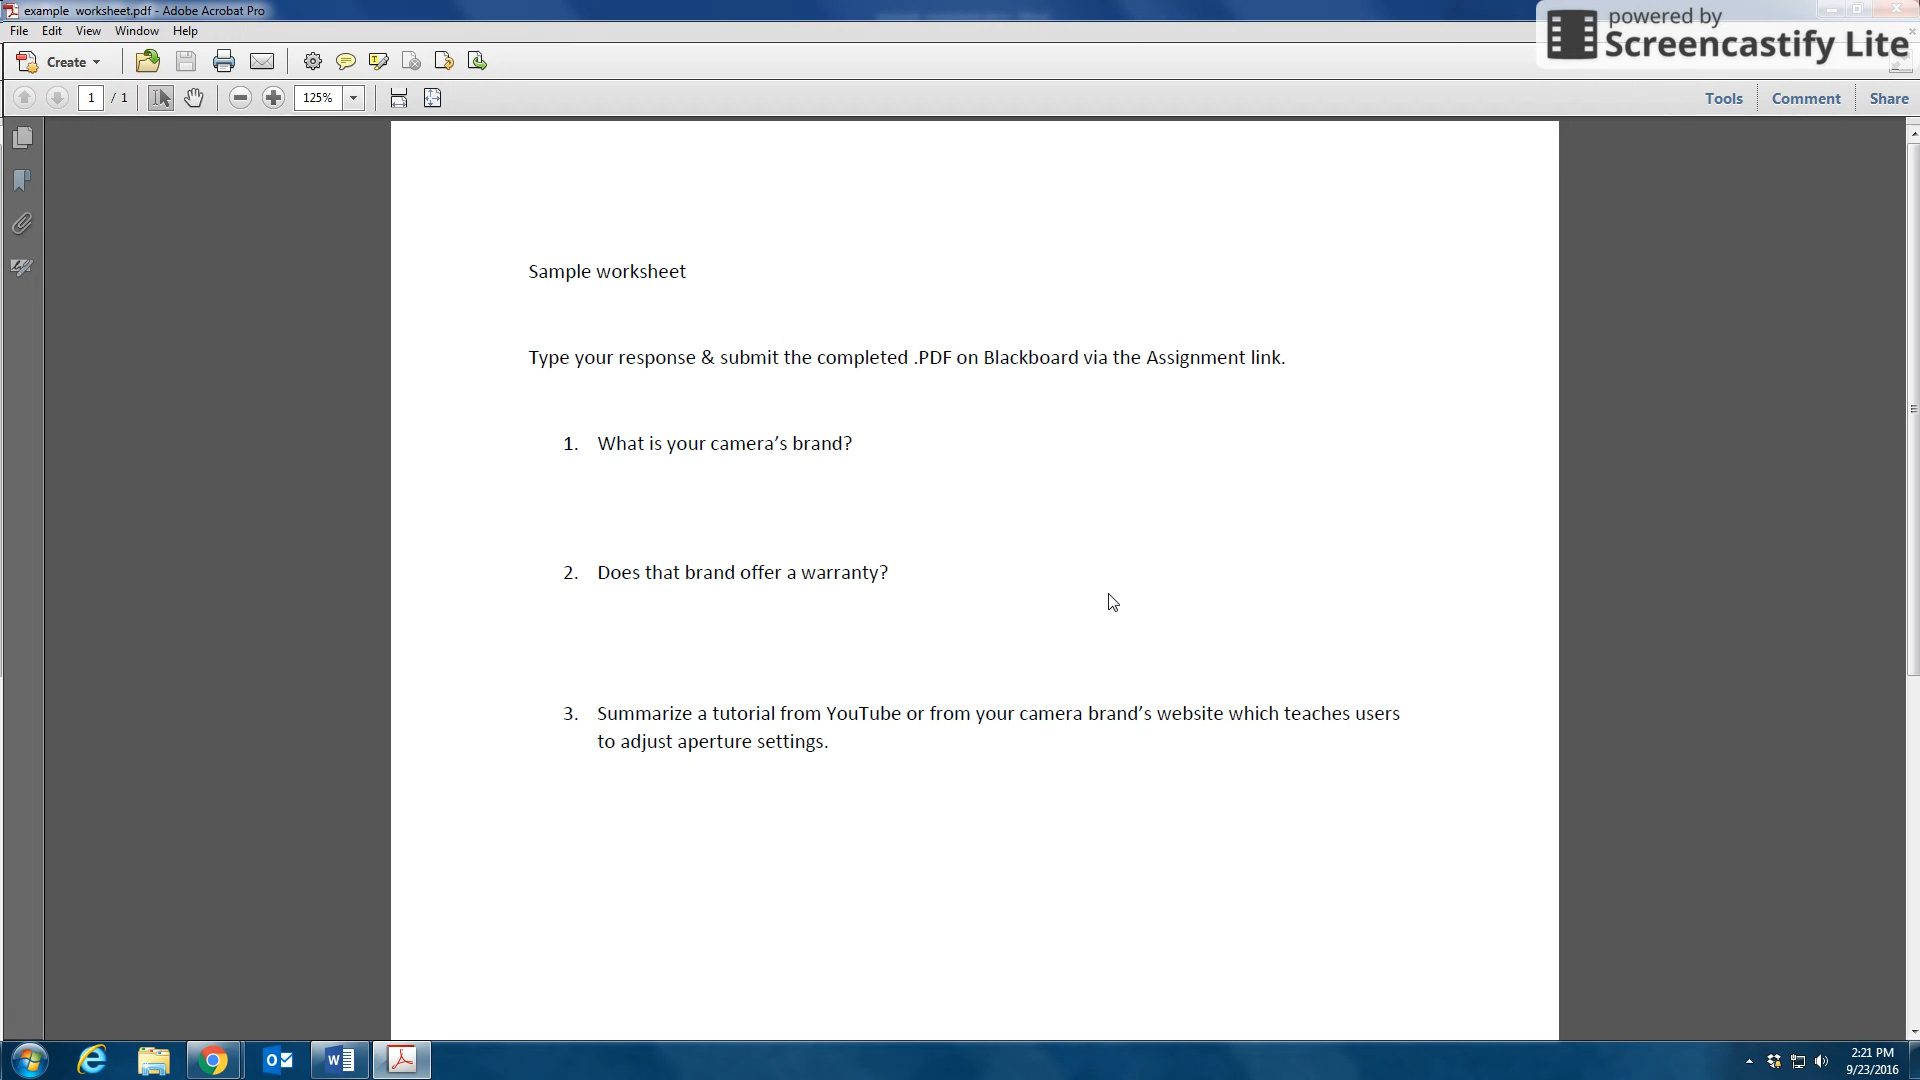 example worksheet.pdf - Adobe Acrobat Pro
powered by
Screencastify Lite
File Edit View Window Help
Create
1 / 1 125% Tools Comment Share
Sample worksheet
Type your response & submit the completed .PDF on Blackboard via the Assignment link.
1. What is your camera’s brand?
2. Does that brand offer a warranty?
3. Summarize a tutorial from YouTube or from your camera brand’s website which teaches users
to adjust aperture settings.
2:21 PM
9/23/2016